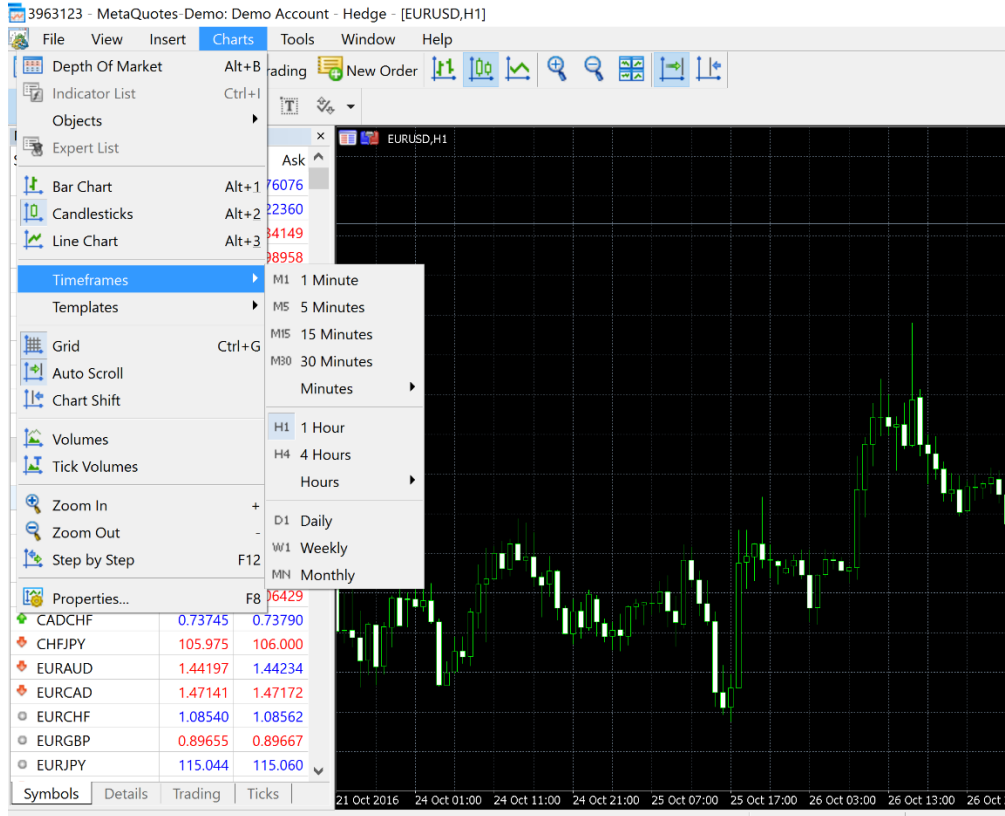 3963123 - MetaQuotes-Demo: Demo Account - Hedge - [EURUSD,H1]
File View Insert Charts Tools Window Help
Depth Of Market Alt+B
rading New Order
Indicator List Ctrl+I
Objects
Expert List
EURUSD,H1
Ask
Bar Chart Alt+1
76076
Candlesticks Alt+2
22360
Line Chart Alt+3
34149
98958
Timeframes
M1 1 Minute
Templates
M5 5 Minutes
M15 15 Minutes
Grid Ctrl+G
M30 30 Minutes
Auto Scroll
Minutes
Chart Shift
H1 1 Hour
Volumes
H4 4 Hours
Tick Volumes
Hours
Zoom In +
D1 Daily
Zoom Out -
W1 Weekly
Step by Step F12
MN Monthly
Properties... F8
06429
CADCHF 0.73745 0.73790
CHFJPY 105.975 106.000
EURAUD 1.44197 1.44234
EURCAD 1.47141 1.47172
EURCHF 1.08540 1.08562
EURGBP 0.89655 0.89667
EURJPY 115.044 115.060
Symbols Details Trading Ticks
21 Oct 2016 24 Oct 01:00 24 Oct 11:00 24 Oct 21:00 25 Oct 07:00 25 Oct 17:00 26 Oct 03:00 26 Oct 13:00 26 Oct